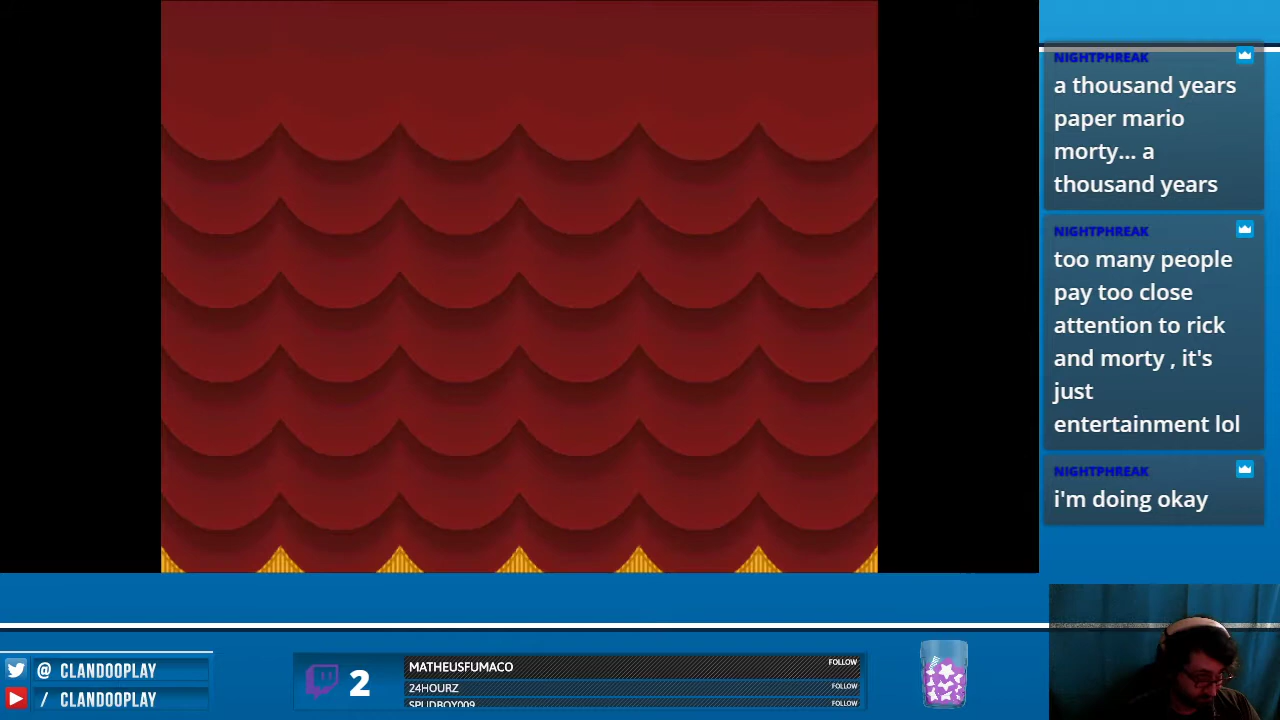 NIGHTPHREAK
a thousand years
paper mario
morty... a
thousand years
NIGHTPHREAK
too many people
pay too close
attention to rick
and morty , it's
just
entertainment lol
NIGHTPHREAK
i'm doing okay
@ CLANDOOPLAY
/ CLANDOOPLAY
2
MATHEUSFUMACO FOLLOW
24HOURZ FOLLOW
SPUDBOY009 FOLLOW